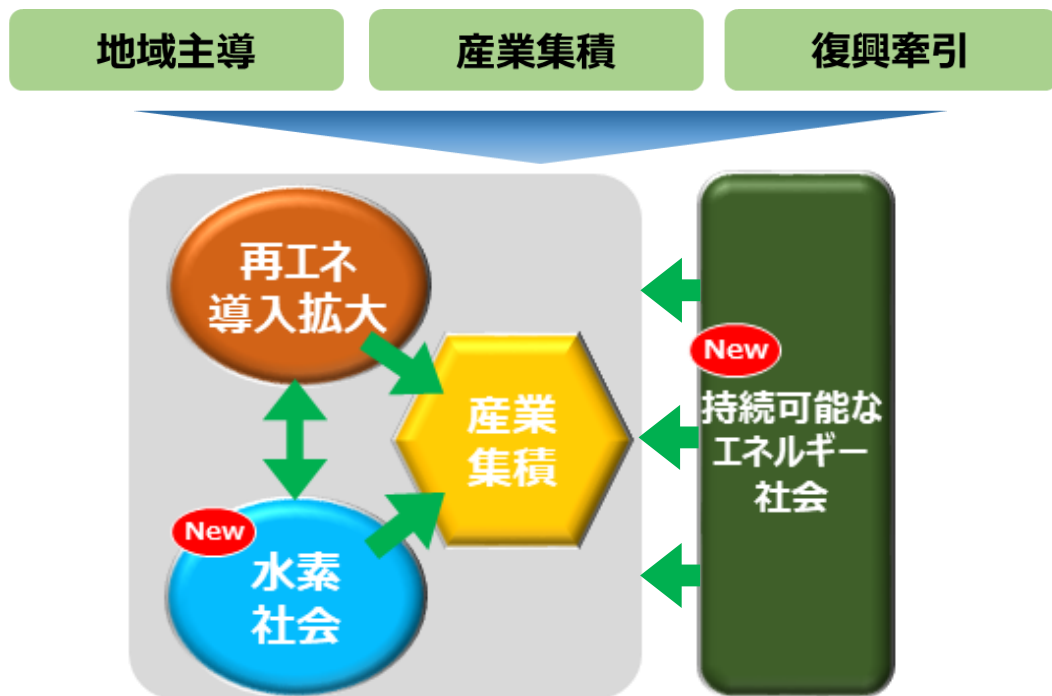 地域主導
産業集積
復興牽引
再エネ
導入拡大
産業
集積
New
水素
社会
New
持続可能な
エネルギー
社会